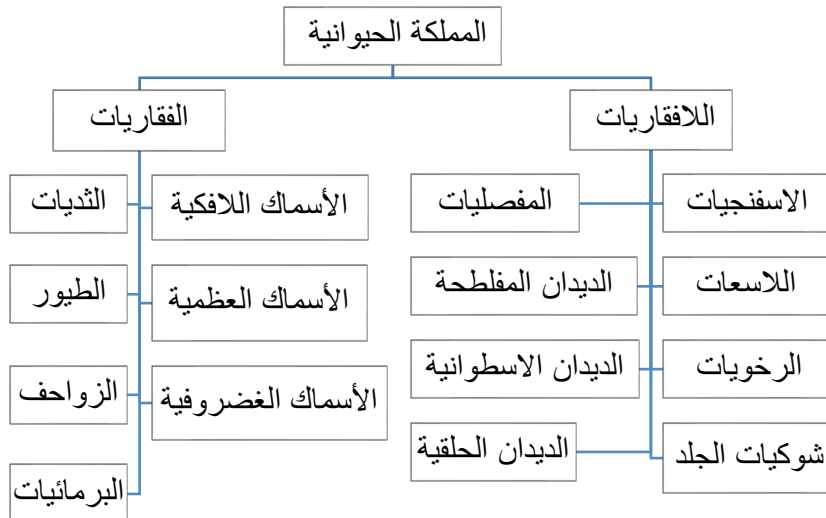 المملكة الحيوانية
اللافقاريات
الفقاريات
الاسفنجيات
المفصليات
اللاسعات
الديدان المفلطحة
الرخويات
الديدان الاسطوانية
شوكيات الجلد
الديدان الحلقية
الأسماك اللافكية
الثديات
الأسماك العظمية
الطيور
الأسماك الغضروفية
الزواحف
البرمائيات